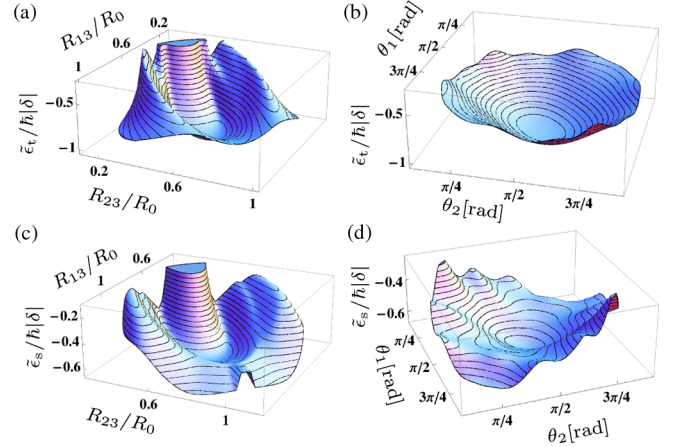 (a)
R₁₃/R₀
0.2
0.6
1
ϵ̃ₜ/ħ|δ|
−0.5
−1
0.2
0.6
1
R₂₃/R₀
(b)
θ₁[rad]
π/4
π/2
3π/4
ϵ̃ₜ/ħ|δ|
−0.5
−1
π/4
π/2
3π/4
θ₂[rad]
(c)
R₁₃/R₀
0.6
1
ϵ̃ₛ/ħ|δ|
−0.2
−0.4
−0.6
0.6
1
R₂₃/R₀
(d)
ϵ̃ₛ/ħ|δ|
−0.4
−0.6
θ₁[rad]
π/4
π/2
3π/4
π/4
π/2
3π/4
θ₂[rad]